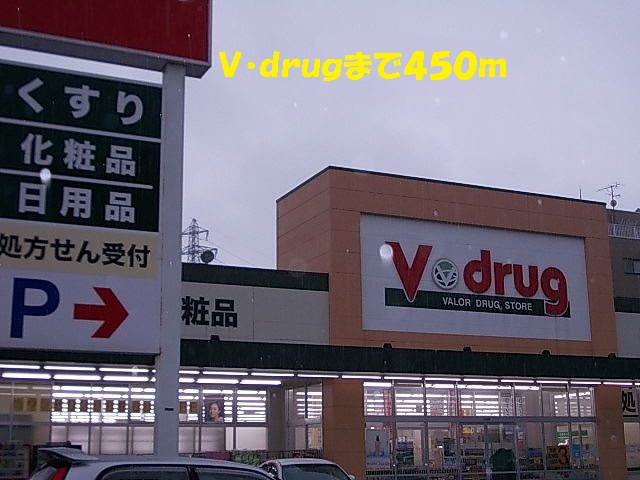 V・drugまで450m
くすり
化粧品
日用品
処方せん受付
P
粧品
V drug
VALOR DRUG STORE
処